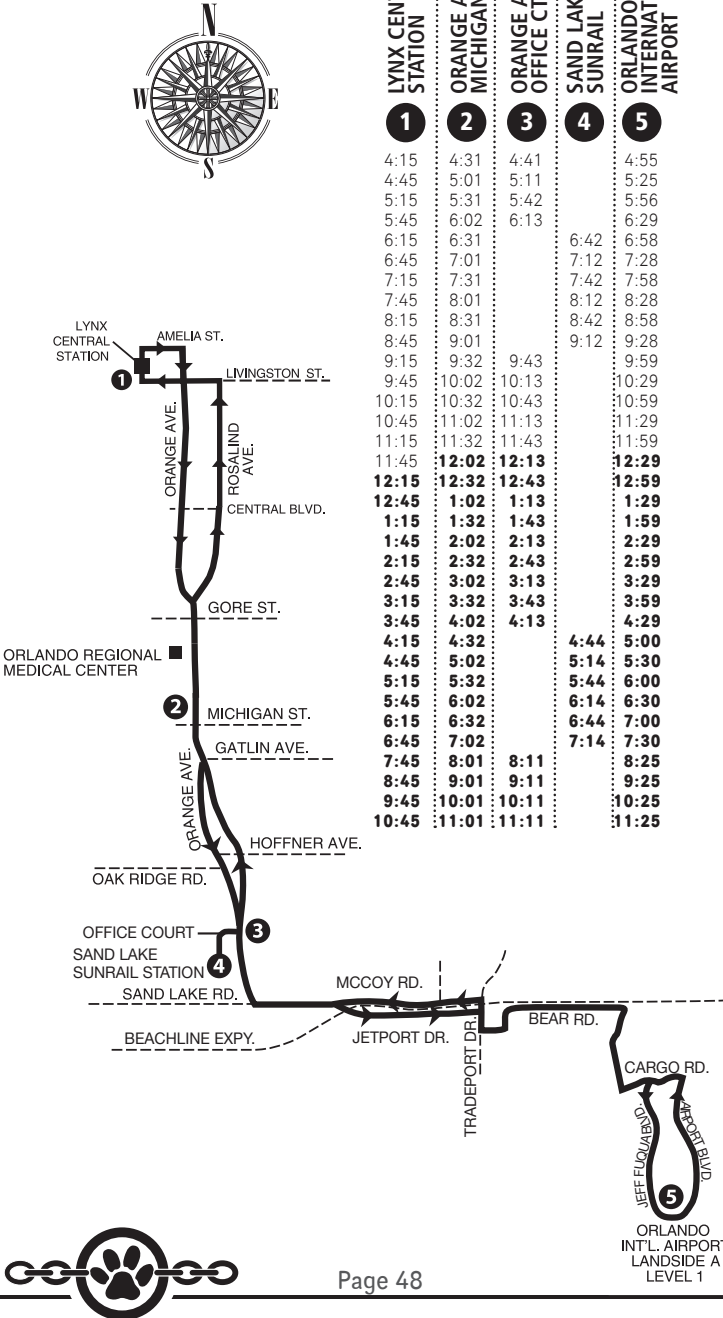 N
W
E
S
LYNX CEN
STATION
ORANGE A
MICHIGAN
ORANGE A
OFFICE CT
SAND LAK
SUNRAIL
ORLANDO
INTERNAT
AIRPORT
1 2 3 4 5
4:15 4:31 4:41 4:55
4:45 5:01 5:11 5:25
5:15 5:31 5:42 5:56
5:45 6:02 6:13 6:29
6:15 6:31 6:42 6:58
6:45 7:01 7:12 7:28
7:15 7:31 7:42 7:58
7:45 8:01 8:12 8:28
8:15 8:31 8:42 8:58
8:45 9:01 9:12 9:28
9:15 9:32 9:43 9:59
9:45 10:02 10:13 10:29
10:15 10:32 10:43 10:59
10:45 11:02 11:13 11:29
11:15 11:32 11:43 11:59
11:45 12:02 12:13 12:29
12:15 12:32 12:43 12:59
12:45 1:02 1:13 1:29
1:15 1:32 1:43 1:59
1:45 2:02 2:13 2:29
2:15 2:32 2:43 2:59
2:45 3:02 3:13 3:29
3:15 3:32 3:43 3:59
3:45 4:02 4:13 4:29
4:15 4:32 4:44 5:00
4:45 5:02 5:14 5:30
5:15 5:32 5:44 6:00
5:45 6:02 6:14 6:30
6:15 6:32 6:44 7:00
6:45 7:02 7:14 7:30
7:45 8:01 8:11 8:25
8:45 9:01 9:11 9:25
9:45 10:01 10:11 10:25
10:45 11:01 11:11 11:25
LYNX
CENTRAL
STATION
1
AMELIA ST.
LIVINGSTON ST.
ORANGE AVE.
ROSALIND
AVE.
CENTRAL BLVD.
GORE ST.
ORLANDO REGIONAL
MEDICAL CENTER
2
MICHIGAN ST.
GATLIN AVE.
ORANGE AVE.
HOFFNER AVE.
OAK RIDGE RD.
OFFICE COURT
3
SAND LAKE
SUNRAIL STATION
4
SAND LAKE RD.
MCCOY RD.
BEACHLINE EXPY.
JETPORT DR.
TRADEPORT DR.
BEAR RD.
CARGO RD.
JEFF FUQUA BLVD.
AIRPORT BLVD.
5
ORLANDO
INT'L. AIRPORT
LANDSIDE A
LEVEL 1
Page 48